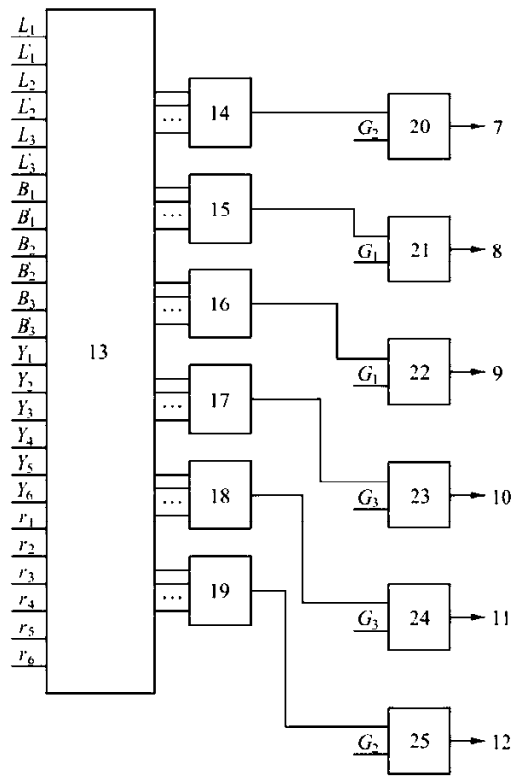 L₁
L'₁
L₂
L'₂
L₃
L'₃
B₁
B'₁
B₂
B'₂
B₃
B'₃
Y₁
Y₂
Y₃
Y₄
Y₅
Y₆
r₁
r₂
r₃
r₄
r₅
r₆
13
... 14
... 15
... 16
... 17
... 18
... 19
G₂ 20 7
G₁ 21 8
G₁ 22 9
G₃ 23 10
G₃ 24 11
G₂ 25 12